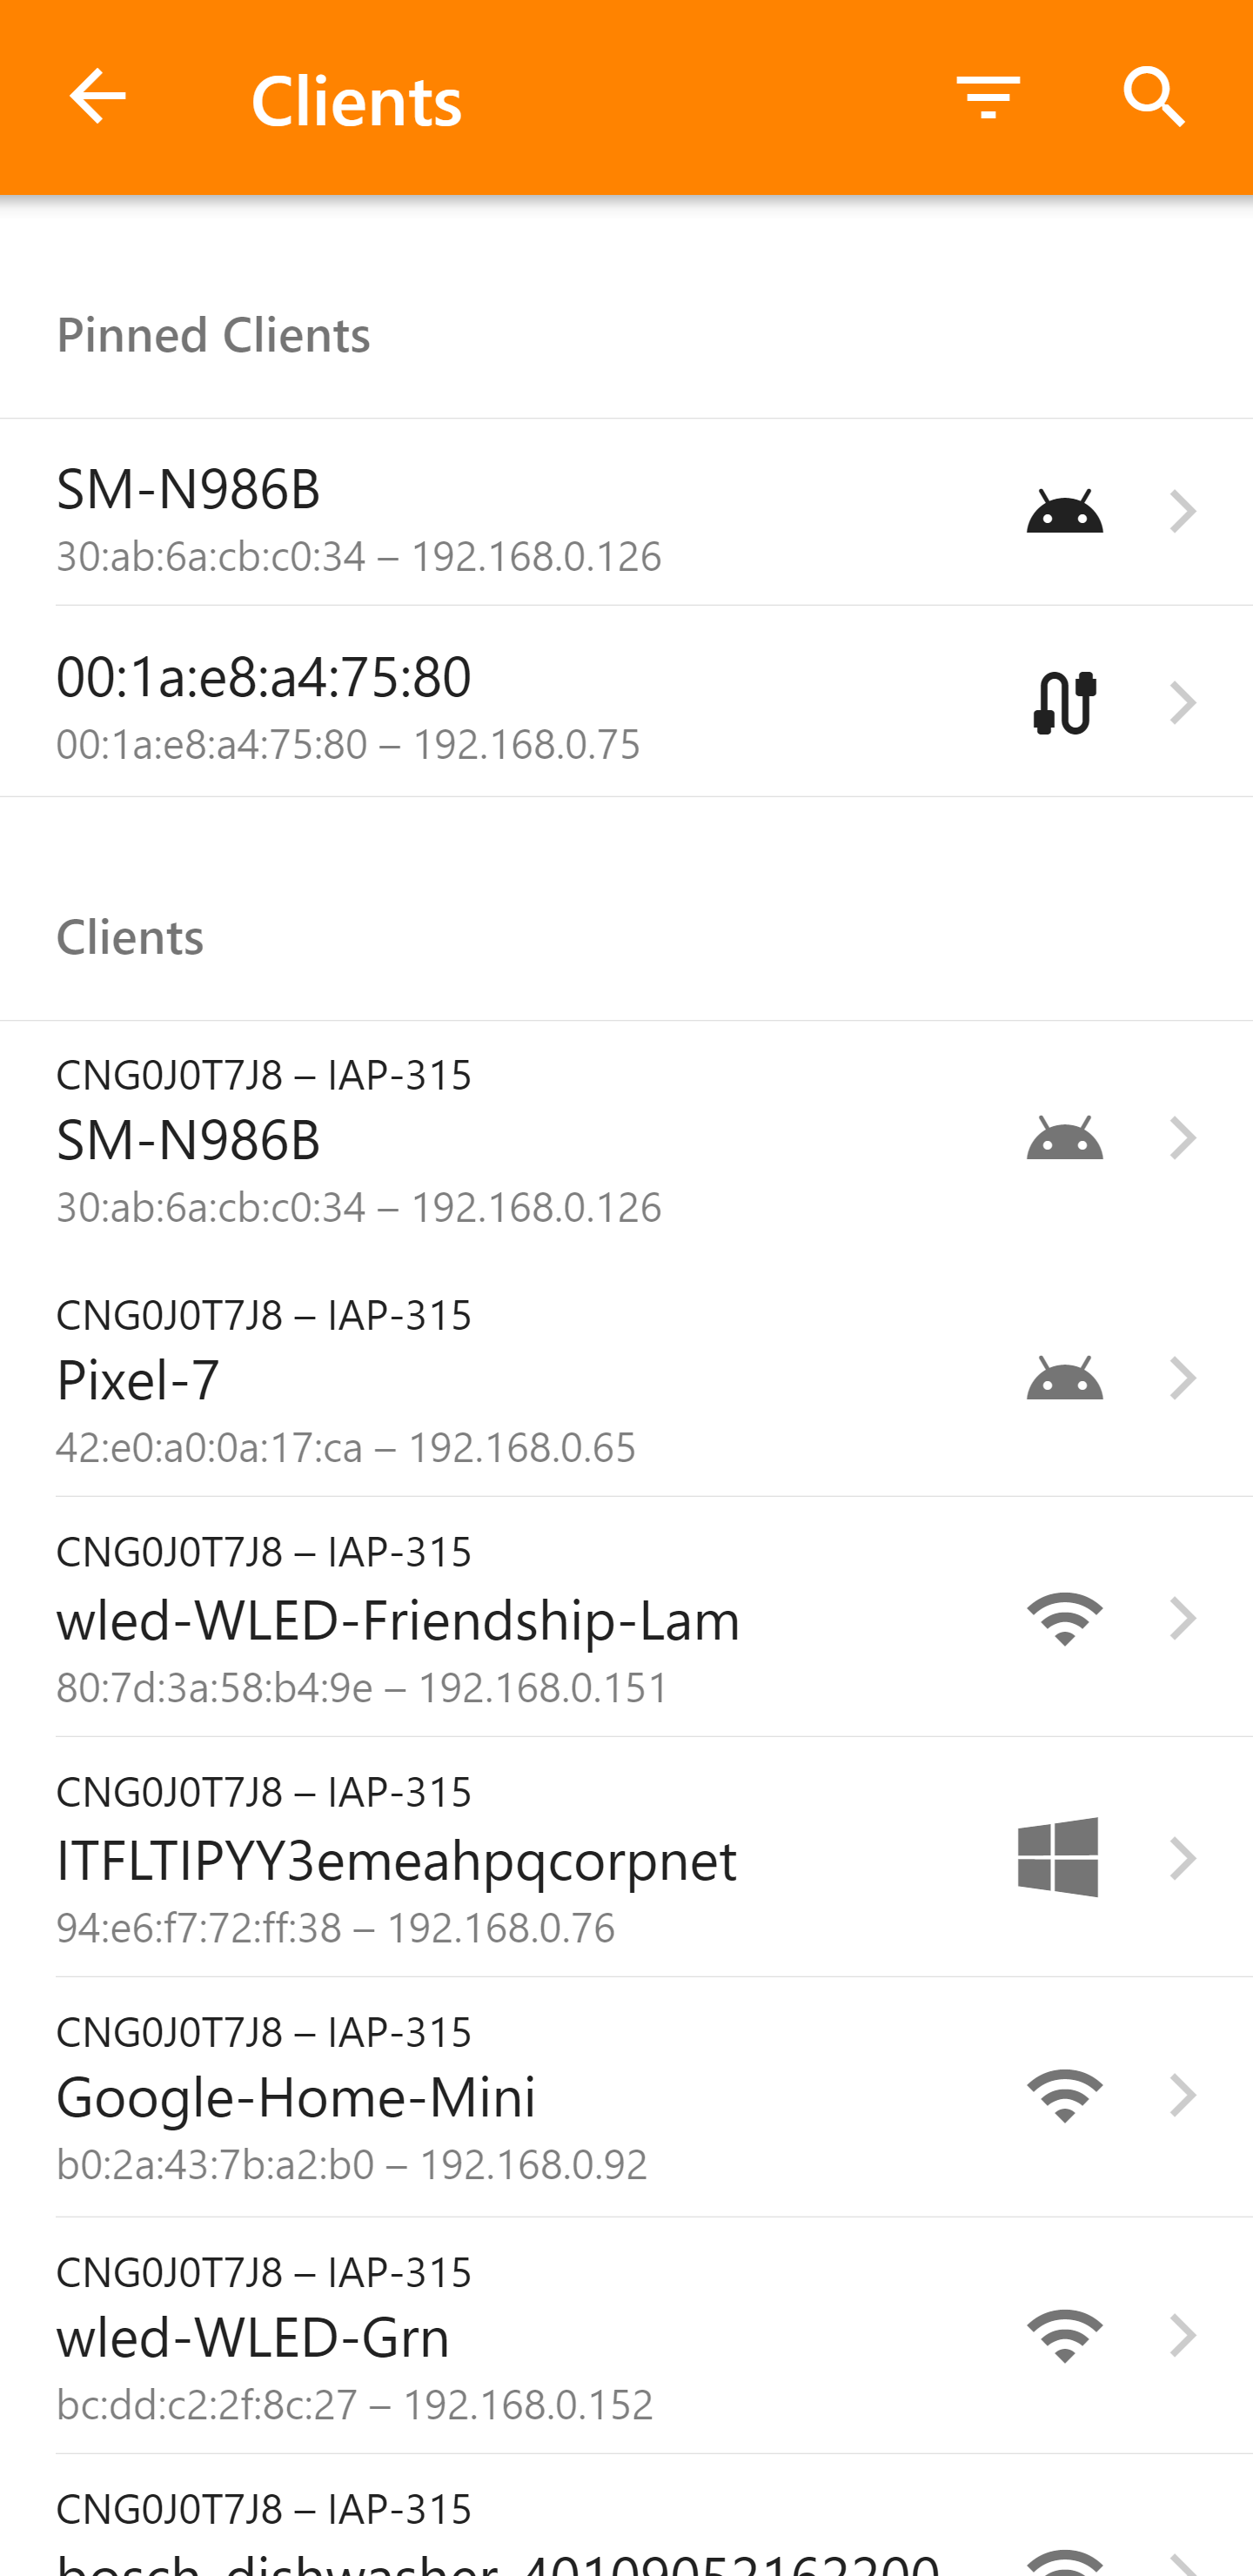 Clients
Pinned Clients
SM-N986B
30:ab:6a:cb:c0:34 – 192.168.0.126
00:1a:e8:a4:75:80
00:1a:e8:a4:75:80 – 192.168.0.75
Clients
CNG0J0T7J8 – IAP-315
SM-N986B
30:ab:6a:cb:c0:34 – 192.168.0.126
CNG0J0T7J8 – IAP-315
Pixel-7
42:e0:a0:0a:17:ca – 192.168.0.65
CNG0J0T7J8 – IAP-315
wled-WLED-Friendship-Lam
80:7d:3a:58:b4:9e – 192.168.0.151
CNG0J0T7J8 – IAP-315
ITFLTIPYY3emeahpqcorpnet
94:e6:f7:72:ff:38 – 192.168.0.76
CNG0J0T7J8 – IAP-315
Google-Home-Mini
b0:2a:43:7b:a2:b0 – 192.168.0.92
CNG0J0T7J8 – IAP-315
wled-WLED-Grn
bc:dd:c2:2f:8c:27 – 192.168.0.152
CNG0J0T7J8 – IAP-315
bosch-dishwasher-40109052162200